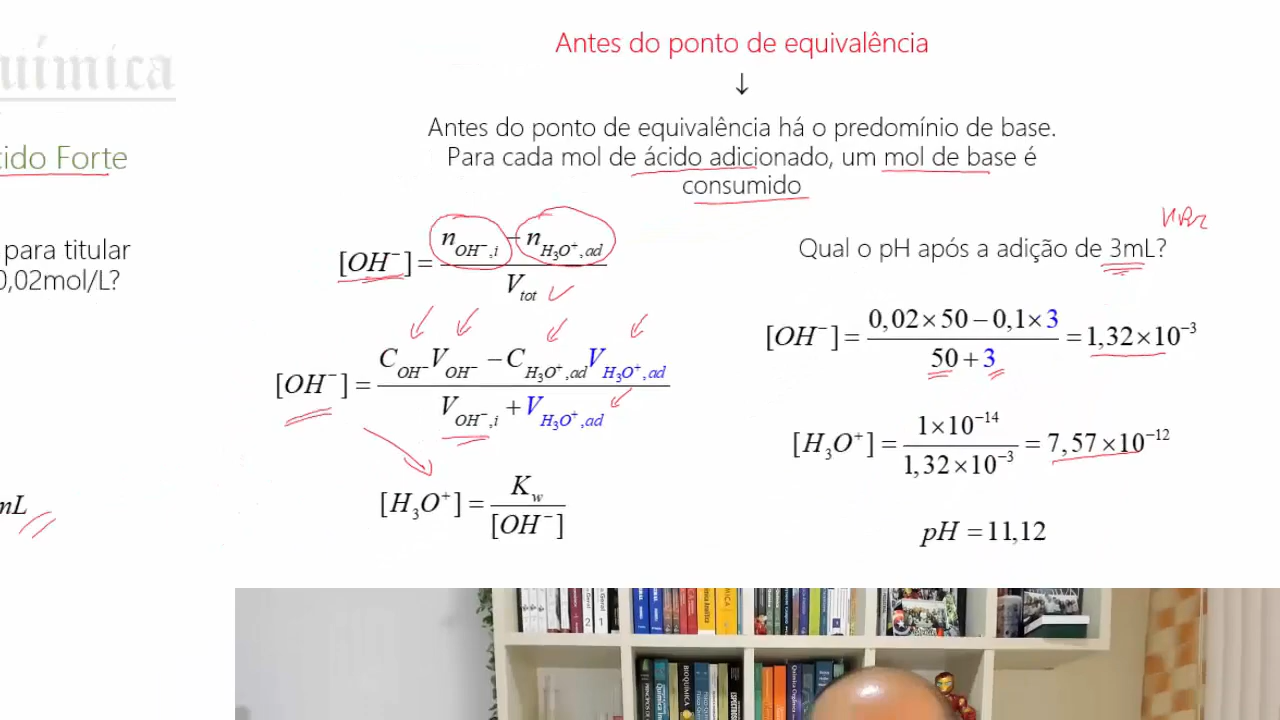 uímica
cido Forte
para titular
0,02mol/L?
mL
Antes do ponto de equivalência
↓
Antes do ponto de equivalência há o predomínio de base.
Para cada mol de ácido adicionado, um mol de base é
consumido
[OH⁻] = (n_{OH⁻,i} − n_{H₃O⁺,ad}) / V_{tot}
[OH⁻] = (C_{OH⁻}V_{OH⁻} − C_{H₃O⁺,ad}V_{H₃O⁺,ad}) / (V_{OH⁻,i} + V_{H₃O⁺,ad})
[H₃O⁺] = K_w / [OH⁻]
HBr
Qual o pH após a adição de 3mL?
[OH⁻] = (0,02×50 − 0,1×3) / (50+3) = 1,32×10⁻³
[H₃O⁺] = (1×10⁻¹⁴) / (1,32×10⁻³) = 7,57×10⁻¹²
pH = 11,12
BIOQUÍMICA